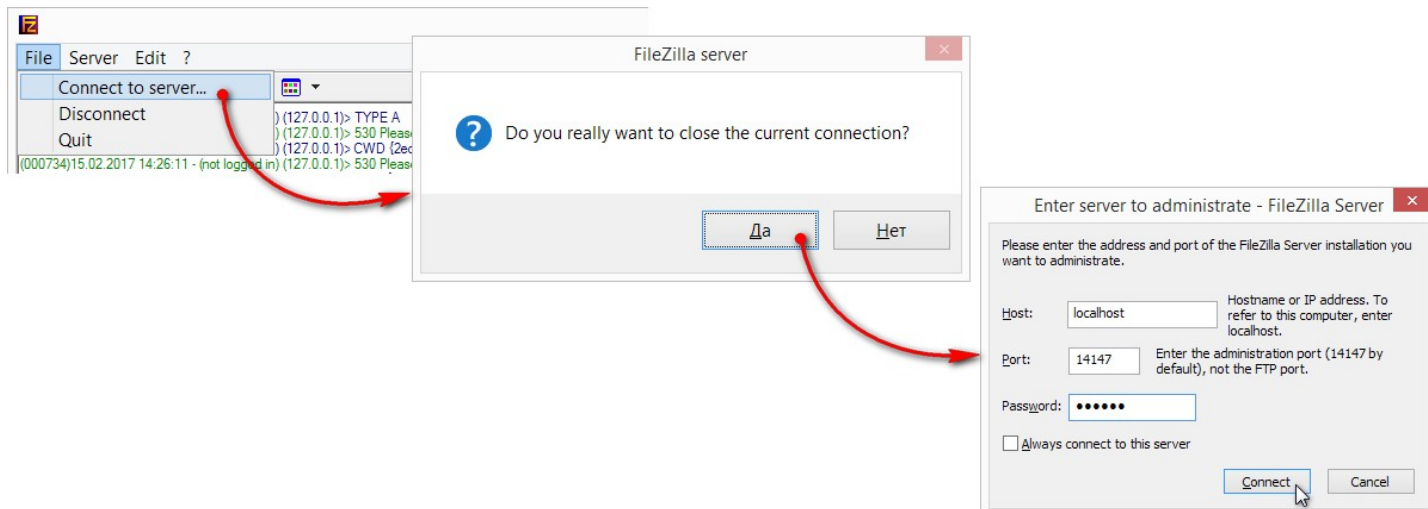 Fz
File Server Edit ?
Connect to server...
Disconnect
Quit
) (127.0.0.1)> TYPE A
) (127.0.0.1)> 530 Pleas
) (127.0.0.1)> CWD {2ec
(000734)15.02.2017 14:26:11 - (not logged in) (127.0.0.1)> 530 Pleas
FileZilla server
Do you really want to close the current connection?
Да Нет
Enter server to administrate - FileZilla Server
Please enter the address and port of the FileZilla Server installation you
want to administrate.
Host: localhost
Hostname or IP address. To
refer to this computer, enter
localhost.
Port: 14147
Enter the administration port (14147 by
default), not the FTP port.
Password: ••••••
Always connect to this server
Connect Cancel